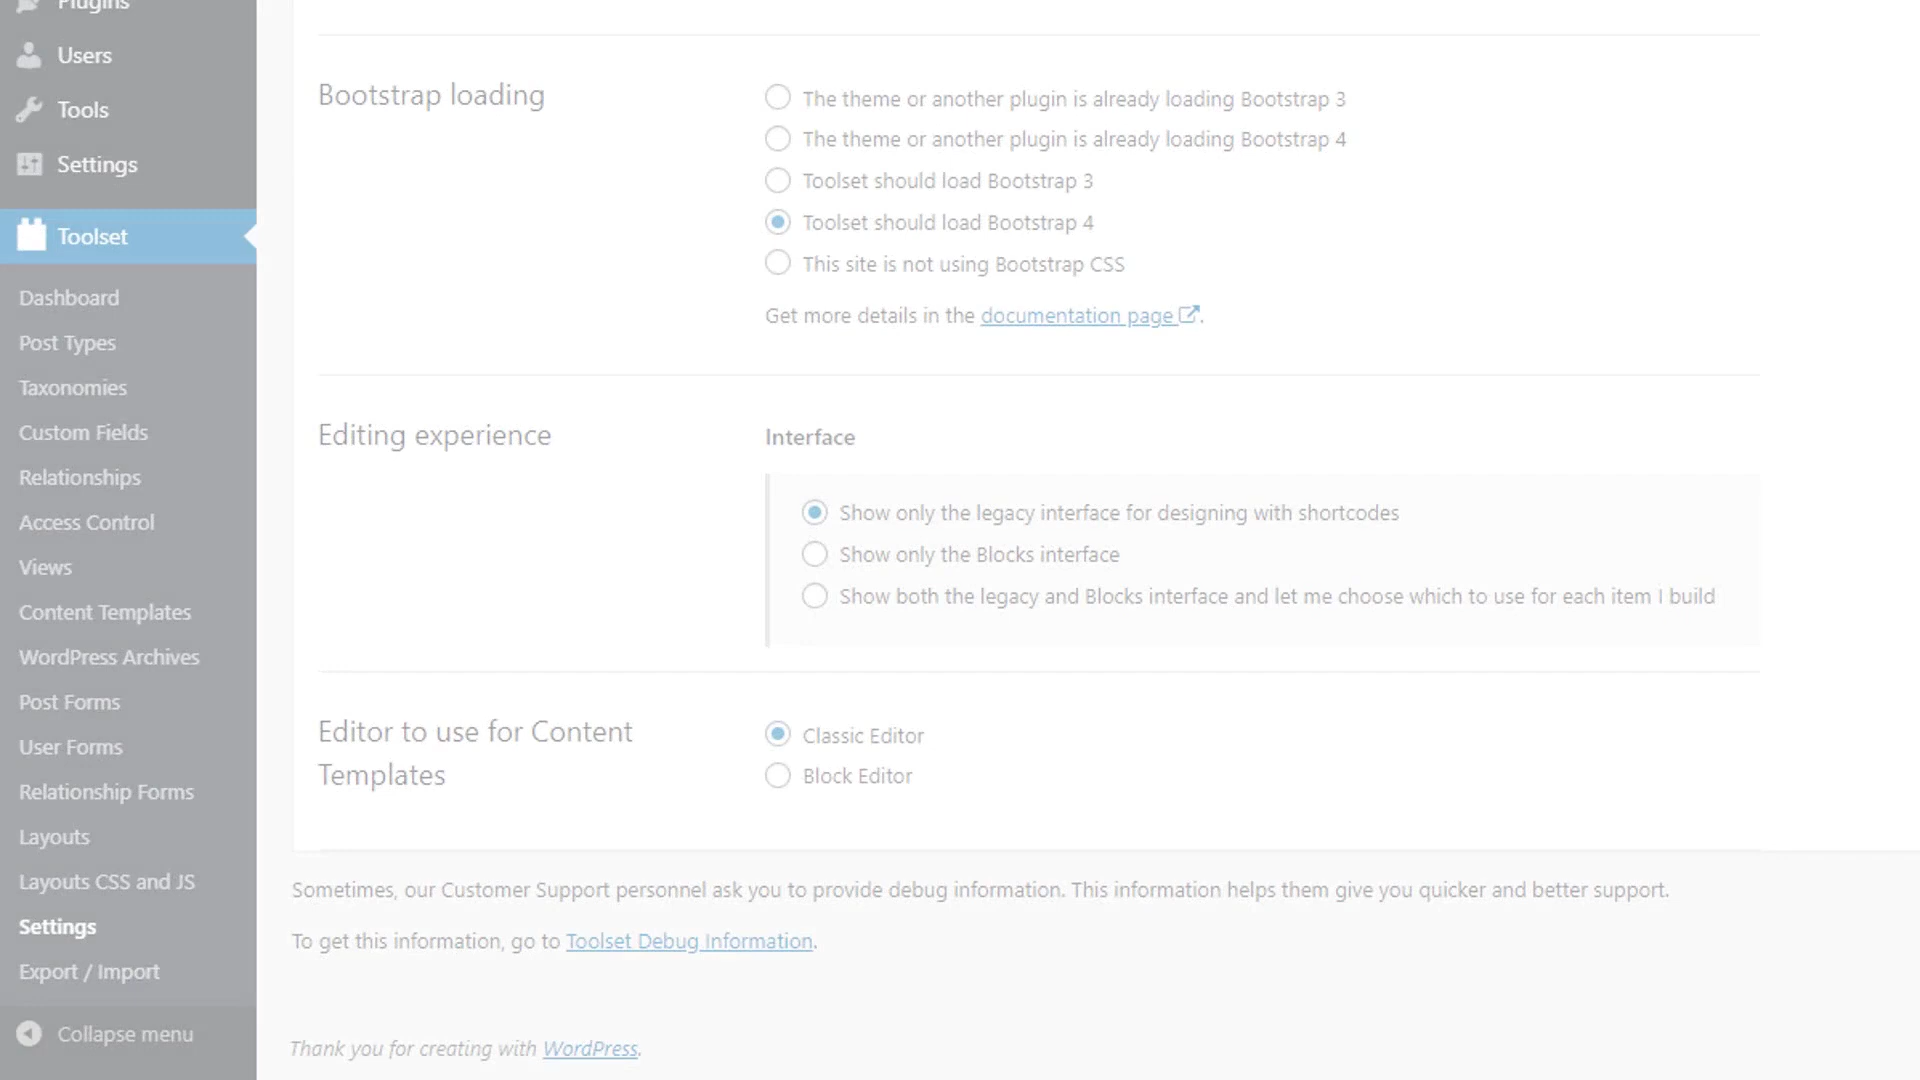 Plugins
Users
Tools
Settings
Toolset
Dashboard
Post Types
Taxonomies
Custom Fields
Relationships
Access Control
Views
Content Templates
WordPress Archives
Post Forms
User Forms
Relationship Forms
Layouts
Layouts CSS and JS
Settings
Export / Import
Collapse menu
Bootstrap loading
The theme or another plugin is already loading Bootstrap 3
The theme or another plugin is already loading Bootstrap 4
Toolset should load Bootstrap 3
Toolset should load Bootstrap 4
This site is not using Bootstrap CSS
Get more details in the documentation page.
Editing experience
Interface
Show only the legacy interface for designing with shortcodes
Show only the Blocks interface
Show both the legacy and Blocks interface and let me choose which to use for each item I build
Editor to use for Content
Templates
Classic Editor
Block Editor
Sometimes, our Customer Support personnel ask you to provide debug information. This information helps them give you quicker and better support.
To get this information, go to Toolset Debug Information.
Thank you for creating with WordPress.